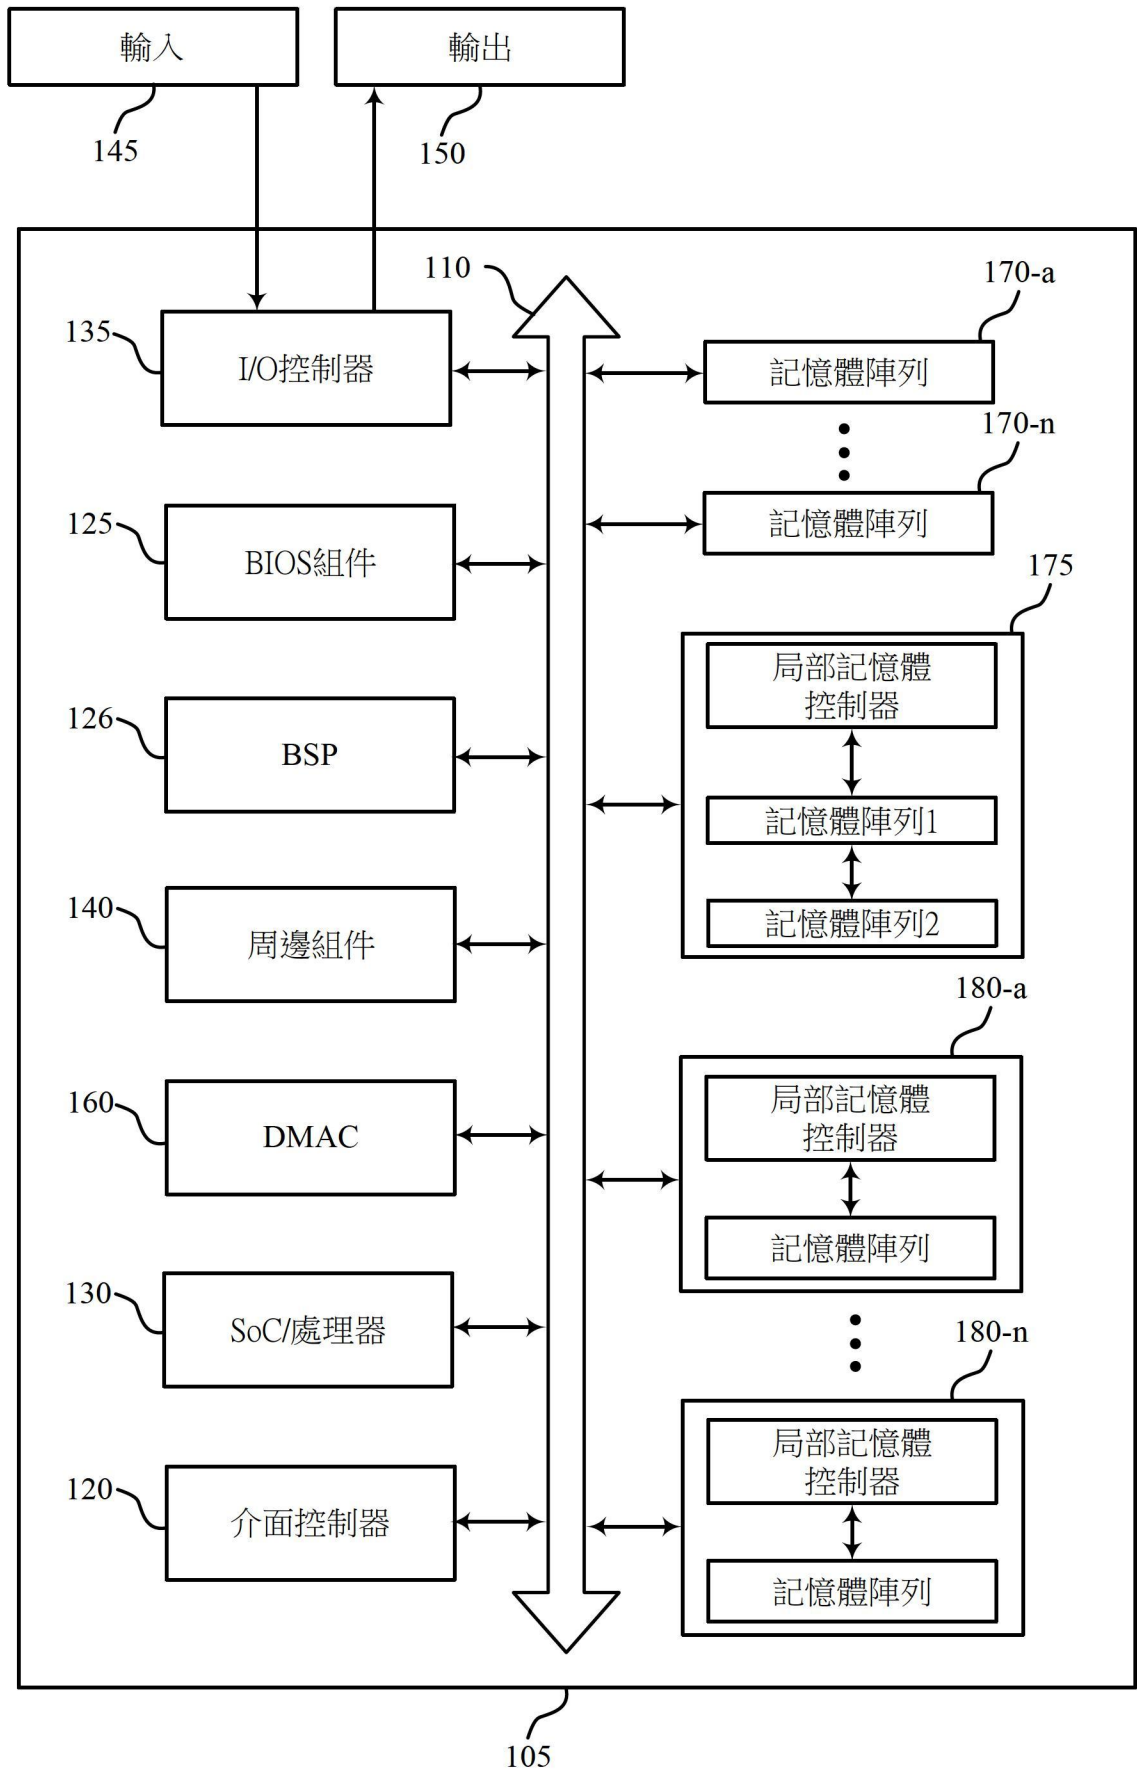 輸入
輸出
145
150
110
170-a
135
I/O控制器
記憶體陣列
170-n
125
BIOS組件
記憶體陣列
175
局部記憶體
控制器
126
BSP
記憶體陣列1
140
周邊組件
記憶體陣列2
180-a
160
DMAC
局部記憶體
控制器
記憶體陣列
130
SoC/處理器
180-n
局部記憶體
控制器
120
介面控制器
記憶體陣列
105